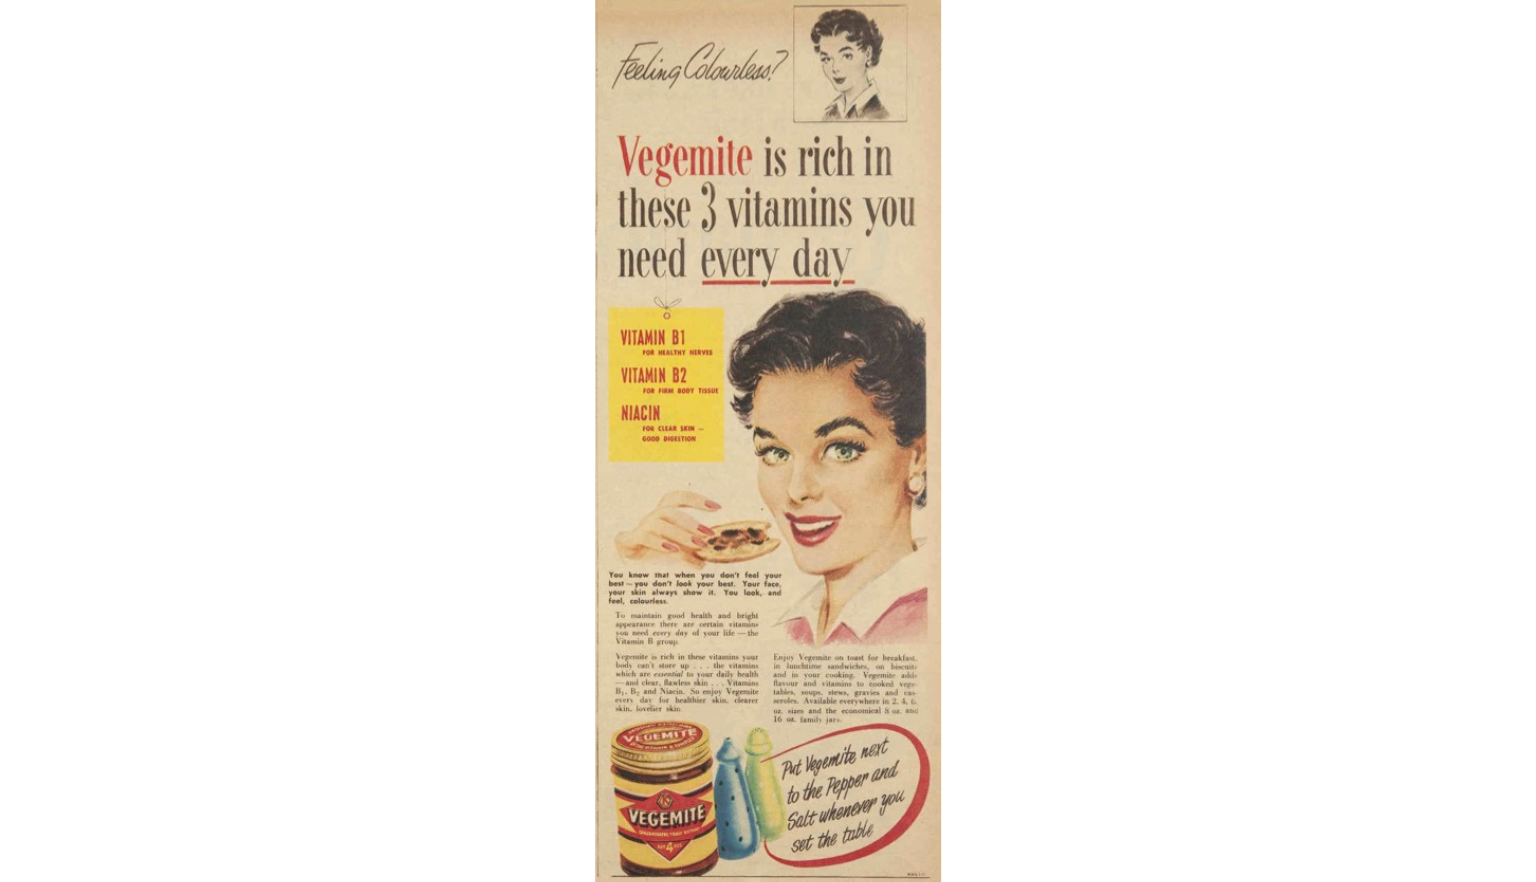 Feeling Colourless?
Vegemite is rich in
these 3 vitamins you
need every day
VITAMIN B1
FOR HEALTHY NERVES
VITAMIN B2
FOR FIRM BODY TISSUE
NIACIN
FOR CLEAR SKIN —
GOOD DIGESTION
You know that when you don't feel your
best — you don't look your best. Your face,
your skin always show it. You look, and
feel, colourless.
To maintain good health and bright
appearance there are certain vitamins
you need every day of your life — the
Vitamin B group.
Vegemite is rich in these vitamins your
body can't store up . . . the vitamins
which are essential to your daily health
— and clear, flawless skin . . . Vitamins
B₁, B₂ and Niacin. So enjoy Vegemite
every day for healthier skin, clearer
skin, lovelier skin.
Enjoy Vegemite on toast for breakfast,
in lunchtime sandwiches, on biscuits
and in your cooking. Vegemite adds
flavour and vitamins to cooked vege-
tables, soups, stews, gravies and cas-
seroles. Available everywhere in 2, 4, 6,
oz. sizes and the economical 8 oz. and
16 oz. family jars.
VEGEMITE
VEGEMITE
CONCENTRATED YEAST EXTRACT
4
Put Vegemite next
to the Pepper and
Salt whenever you
set the table